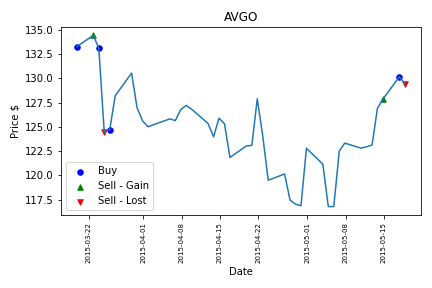 AVGO
Price $
135.0
132.5
130.0
127.5
125.0
122.5
120.0
117.5
Buy
Sell - Gain
Sell - Lost
2015-03-22
2015-04-01
2015-04-08
2015-04-15
2015-04-22
2015-05-01
2015-05-08
2015-05-15
Date